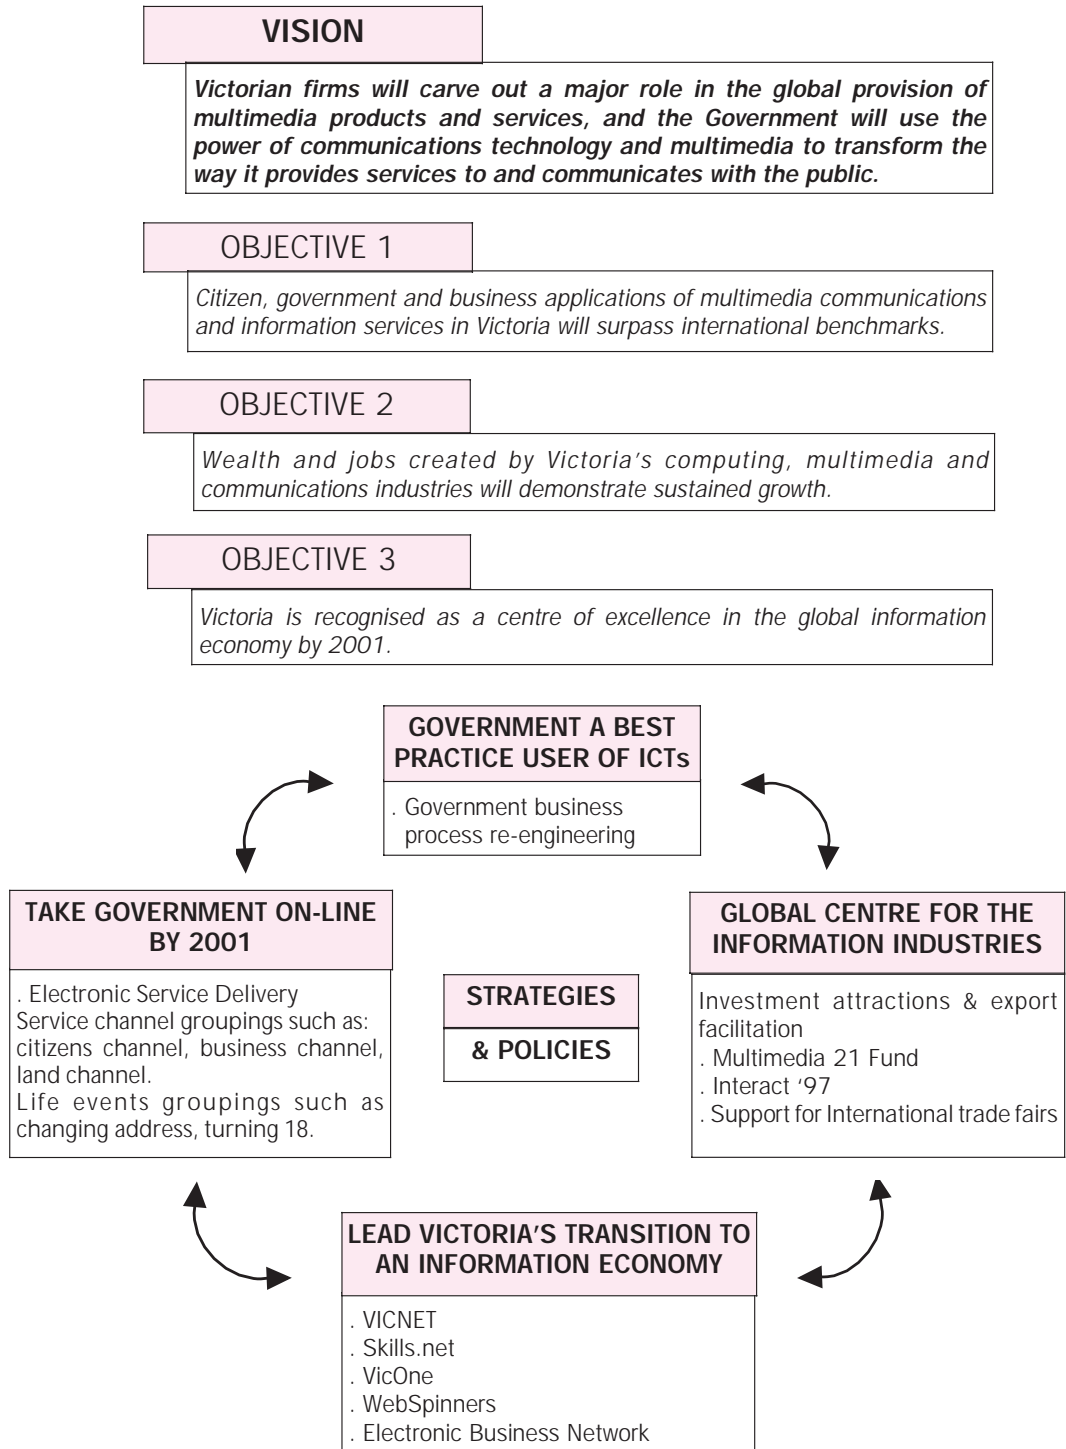 VISION
Victorian firms will carve out a major role in the global provision of
multimedia products and services, and the Government will use the
power of communications technology and multimedia to transform the
way it provides services to and communicates with the public.
OBJECTIVE 1
Citizen, government and business applications of multimedia communications
and information services in Victoria will surpass international benchmarks.
OBJECTIVE 2
Wealth and jobs created by Victoria's computing, multimedia and
communications industries will demonstrate sustained growth.
OBJECTIVE 3
Victoria is recognised as a centre of excellence in the global information
economy by 2001.
GOVERNMENT A BEST
PRACTICE USER OF ICTs
. Government business
process re-engineering
TAKE GOVERNMENT ON-LINE
BY 2001
. Electronic Service Delivery
Service channel groupings such as:
citizens channel, business channel,
land channel.
Life events groupings such as
changing address, turning 18.
STRATEGIES
& POLICIES
GLOBAL CENTRE FOR THE
INFORMATION INDUSTRIES
Investment attractions & export
facilitation
. Multimedia 21 Fund
. Interact ‘97
. Support for International trade fairs
LEAD VICTORIA'S TRANSITION TO
AN INFORMATION ECONOMY
. VICNET
. Skills.net
. VicOne
. WebSpinners
. Electronic Business Network